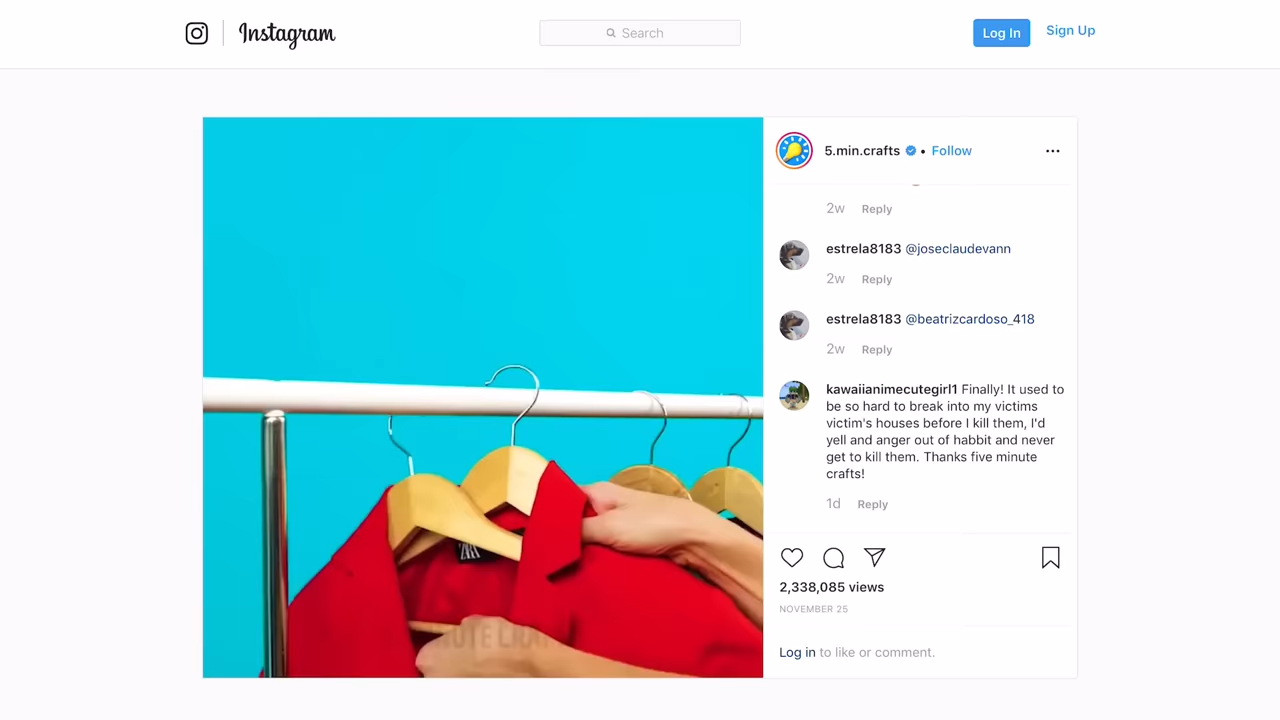 Instagram
Search
Log In
Sign Up
5.min.crafts • Follow
2w Reply
estrela8183 @joseclaudevann
2w Reply
estrela8183 @beatrizcardoso_418
2w Reply
kawaiianimecutegirl1 Finally! It used to
be so hard to break into my victims
victim's houses before I kill them, I'd
yell and anger out of habbit and never
get to kill them. Thanks five minute
crafts!
1d Reply
2,338,085 views
NOVEMBER 25
Log in to like or comment.